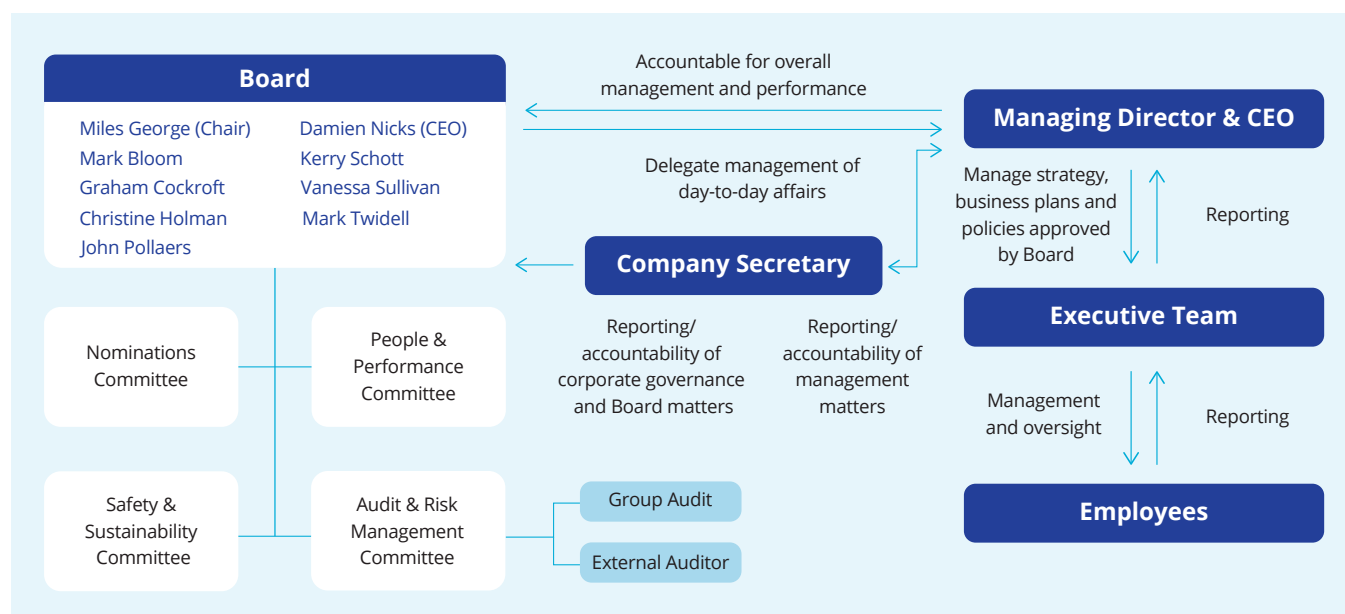 Board
Miles George (Chair)
Mark Bloom
Graham Cockroft
Christine Holman
John Pollaers
Damien Nicks (CEO)
Kerry Schott
Vanessa Sullivan
Mark Twidell
Accountable for overall
management and performance
Delegate management of
day-to-day affairs
Managing Director & CEO
Manage strategy,
business plans and
policies approved
by Board
Reporting
Company Secretary
Reporting/
accountability of
corporate governance
and Board matters
Reporting/
accountability of
management
matters
Executive Team
Management
and oversight
Reporting
Employees
Nominations
Committee
People &
Performance
Committee
Safety &
Sustainability
Committee
Audit & Risk
Management
Committee
Group Audit
External Auditor